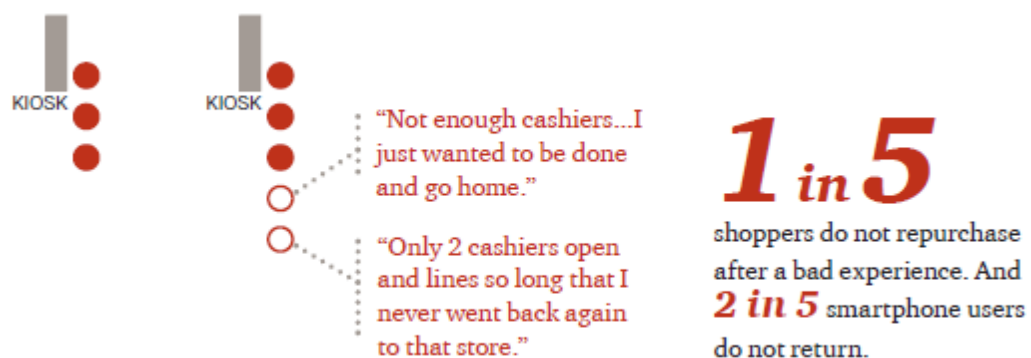 KIOSK
KIOSK
“Not enough cashiers...I
just wanted to be done
and go home.”
“Only 2 cashiers open
and lines so long that I
never went back again
to that store.”
1 in 5
shoppers do not repurchase
after a bad experience. And
2 in 5 smartphone users
do not return.